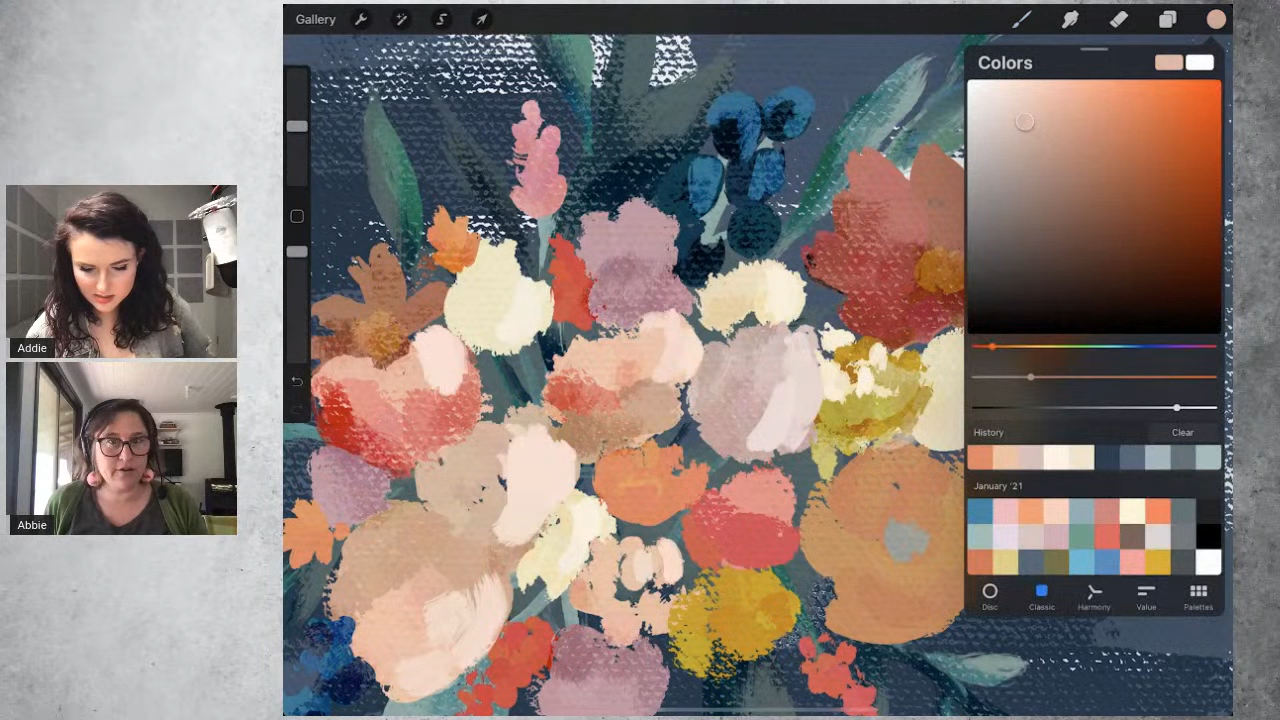 Gallery
Colors
History
Clear
January '21
Disc
Classic
Harmony
Value
Palettes
Addie
Abbie